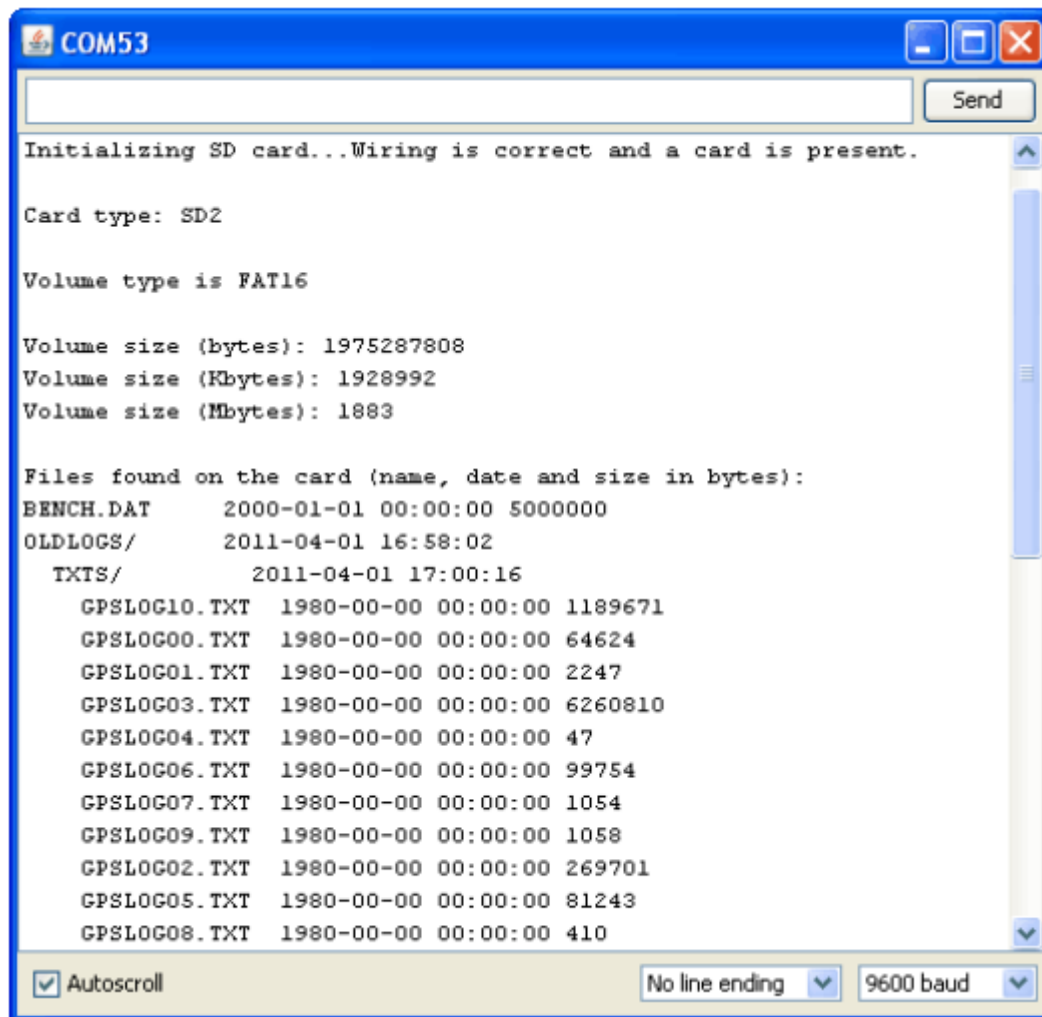 COM53
Send
Initializing SD card...Wiring is correct and a card is present.
Card type: SD2
Volume type is FAT16
Volume size (bytes): 1975287808
Volume size (Kbytes): 1928992
Volume size (Mbytes): 1883
Files found on the card (name, date and size in bytes):
BENCH.DAT     2000-01-01 00:00:00 5000000
OLDLOGS/      2011-04-01 16:58:02
  TXTS/         2011-04-01 17:00:16
    GPSLOG10.TXT  1980-00-00 00:00:00 1189671
    GPSLOG00.TXT  1980-00-00 00:00:00 64624
    GPSLOG01.TXT  1980-00-00 00:00:00 2247
    GPSLOG03.TXT  1980-00-00 00:00:00 6260810
    GPSLOG04.TXT  1980-00-00 00:00:00 47
    GPSLOG06.TXT  1980-00-00 00:00:00 99754
    GPSLOG07.TXT  1980-00-00 00:00:00 1054
    GPSLOG09.TXT  1980-00-00 00:00:00 1058
    GPSLOG02.TXT  1980-00-00 00:00:00 269701
    GPSLOG05.TXT  1980-00-00 00:00:00 81243
    GPSLOG08.TXT  1980-00-00 00:00:00 410
Autoscroll No line ending 9600 baud